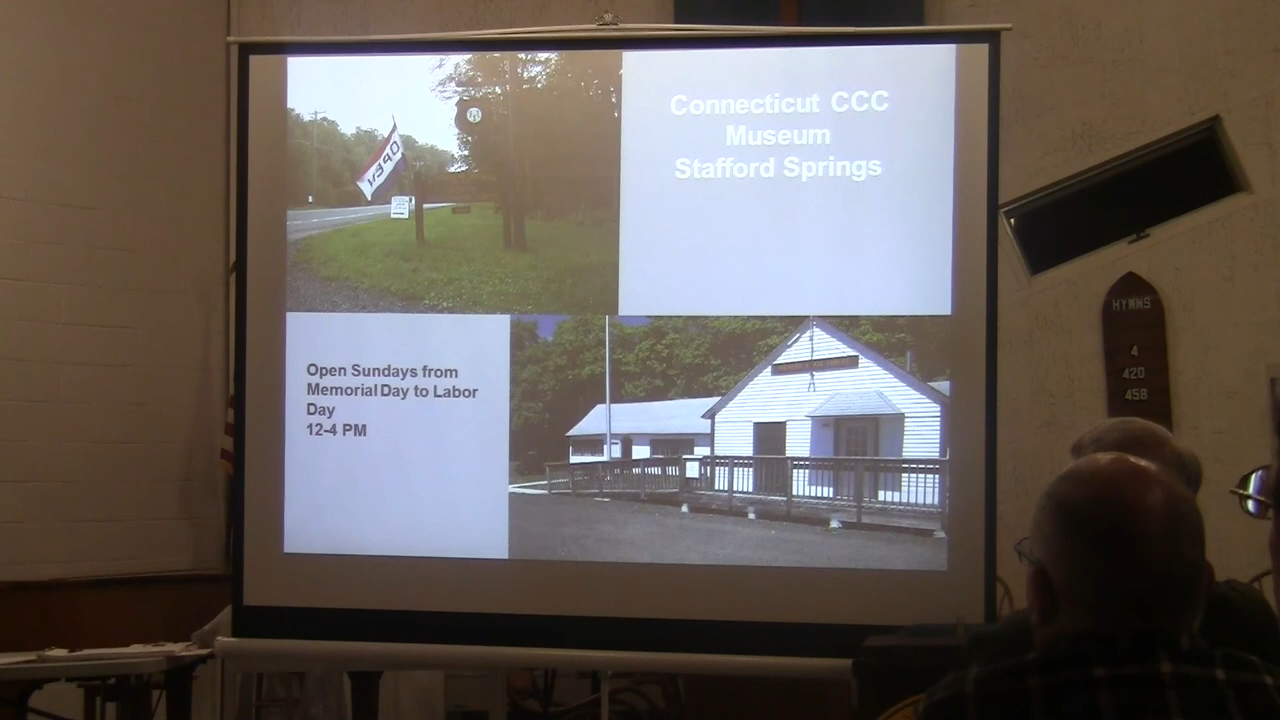 OPEN
Connecticut CCC
Museum
Stafford Springs
Open Sundays from
Memorial Day to Labor
Day
12-4 PM
HYMNS
4
420
458